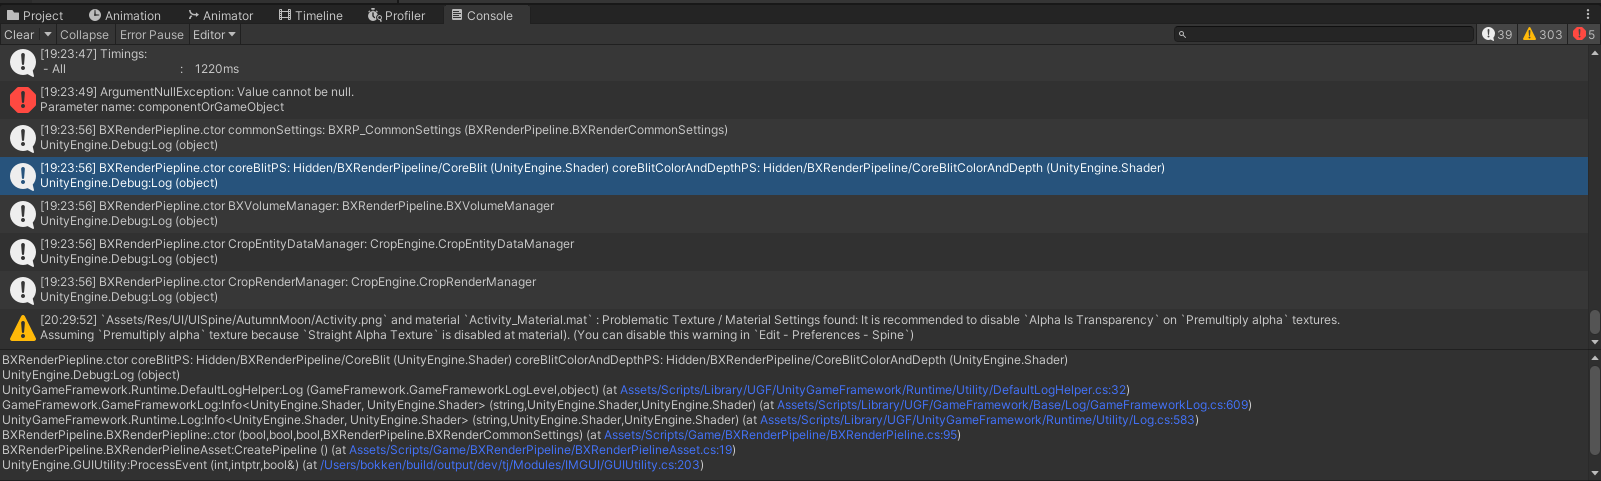 Project Animation Animator Timeline Profiler Console
Clear Collapse Error Pause Editor 39 303 5
[19:23:47] Timings:
- All : 1220ms
[19:23:49] ArgumentNullException: Value cannot be null.
Parameter name: componentOrGameObject
[19:23:56] BXRenderPiepline.ctor commonSettings: BXRP_CommonSettings (BXRenderPipeline.BXRenderCommonSettings)
UnityEngine.Debug:Log (object)
[19:23:56] BXRenderPiepline.ctor coreBlitPS: Hidden/BXRenderPipeline/CoreBlit (UnityEngine.Shader) coreBlitColorAndDepthPS: Hidden/BXRenderPipeline/CoreBlitColorAndDepth (UnityEngine.Shader)
UnityEngine.Debug:Log (object)
[19:23:56] BXRenderPiepline.ctor BXVolumeManager: BXRenderPipeline.BXVolumeManager
UnityEngine.Debug:Log (object)
[19:23:56] BXRenderPiepline.ctor CropEntityDataManager: CropEngine.CropEntityDataManager
UnityEngine.Debug:Log (object)
[19:23:56] BXRenderPiepline.ctor CropRenderManager: CropEngine.CropRenderManager
UnityEngine.Debug:Log (object)
[20:29:52] `Assets/Res/UI/UISpine/AutumnMoon/Activity.png` and material `Activity_Material.mat` : Problematic Texture / Material Settings found: It is recommended to disable `Alpha Is Transparency` on `Premultiply alpha` textures.
Assuming `Premultiply alpha` texture because `Straight Alpha Texture` is disabled at material). (You can disable this warning in `Edit - Preferences - Spine`)
BXRenderPiepline.ctor coreBlitPS: Hidden/BXRenderPipeline/CoreBlit (UnityEngine.Shader) coreBlitColorAndDepthPS: Hidden/BXRenderPipeline/CoreBlitColorAndDepth (UnityEngine.Shader)
UnityEngine.Debug:Log (object)
UnityGameFramework.Runtime.DefaultLogHelper:Log (GameFramework.GameFrameworkLogLevel,object) (at Assets/Scripts/Library/UGF/UnityGameFramework/Runtime/Utility/DefaultLogHelper.cs:32)
GameFramework.GameFrameworkLog:Info<UnityEngine.Shader, UnityEngine.Shader> (string,UnityEngine.Shader,UnityEngine.Shader) (at Assets/Scripts/Library/UGF/GameFramework/Base/Log/GameFrameworkLog.cs:609)
UnityGameFramework.Runtime.Log:Info<UnityEngine.Shader, UnityEngine.Shader> (string,UnityEngine.Shader,UnityEngine.Shader) (at Assets/Scripts/Library/UGF/UnityGameFramework/Runtime/Utility/Log.cs:583)
BXRenderPipeline.BXRenderPiepline:.ctor (bool,bool,bool,BXRenderPipeline.BXRenderCommonSettings) (at Assets/Scripts/Game/BXRenderPipeline/BXRenderPieline.cs:95)
BXRenderPipeline.BXRenderPielineAsset:CreatePipeline () (at Assets/Scripts/Game/BXRenderPipeline/BXRenderPielineAsset.cs:19)
UnityEngine.GUIUtility:ProcessEvent (int,intptr,bool&) (at /Users/bokken/build/output/dev/tj/Modules/IMGUI/GUIUtility.cs:203)